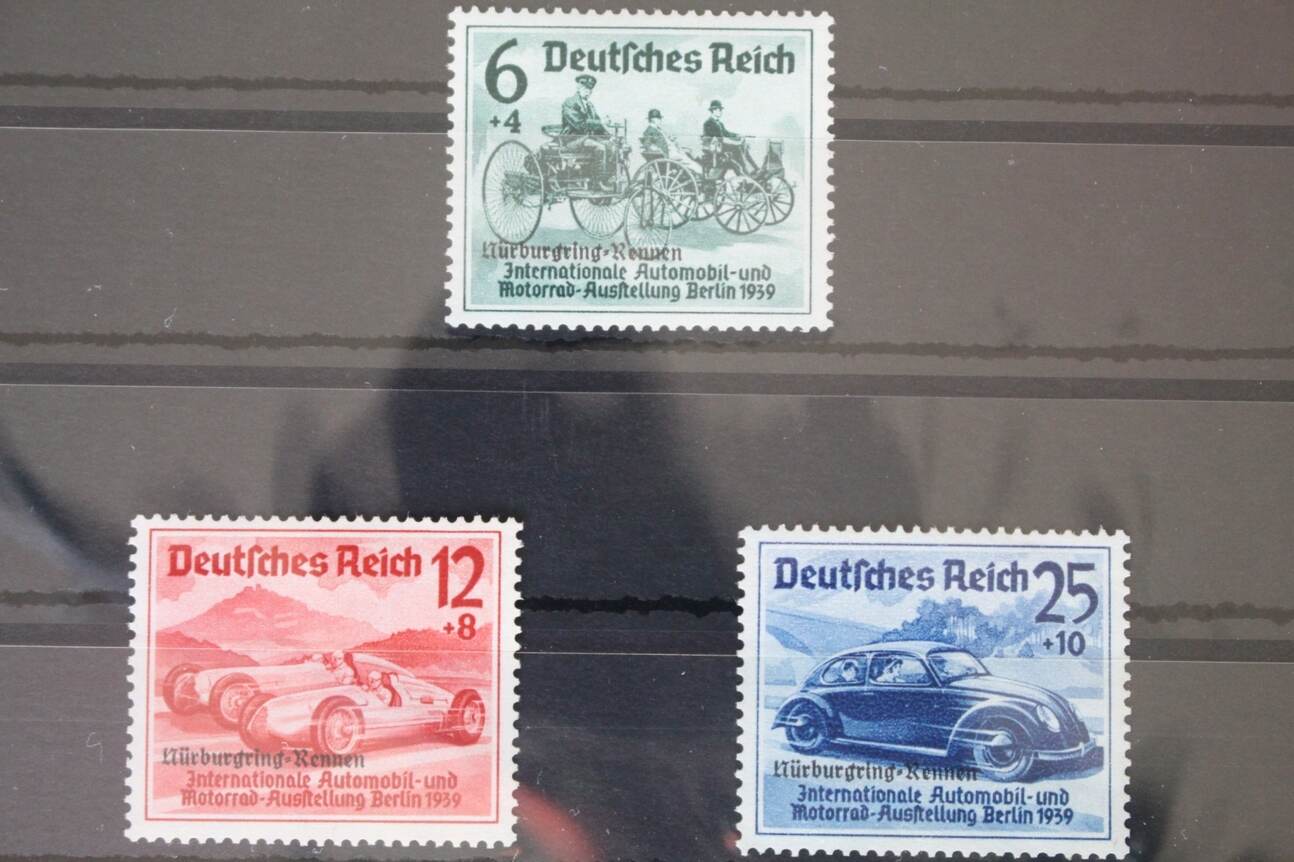 6 Deutsches Reich
+4
Nürburgring-Rennen
Internationale Automobil-und
Motorrad-Ausstellung Berlin 1939
Deutsches Reich 12
+8
Nürburgring-Rennen
Internationale Automobil-und
Motorrad-Ausstellung Berlin 1939
Deutsches Reich 25
+10
Nürburgring-Rennen
Internationale Automobil-und
Motorrad-Ausstellung Berlin 1939